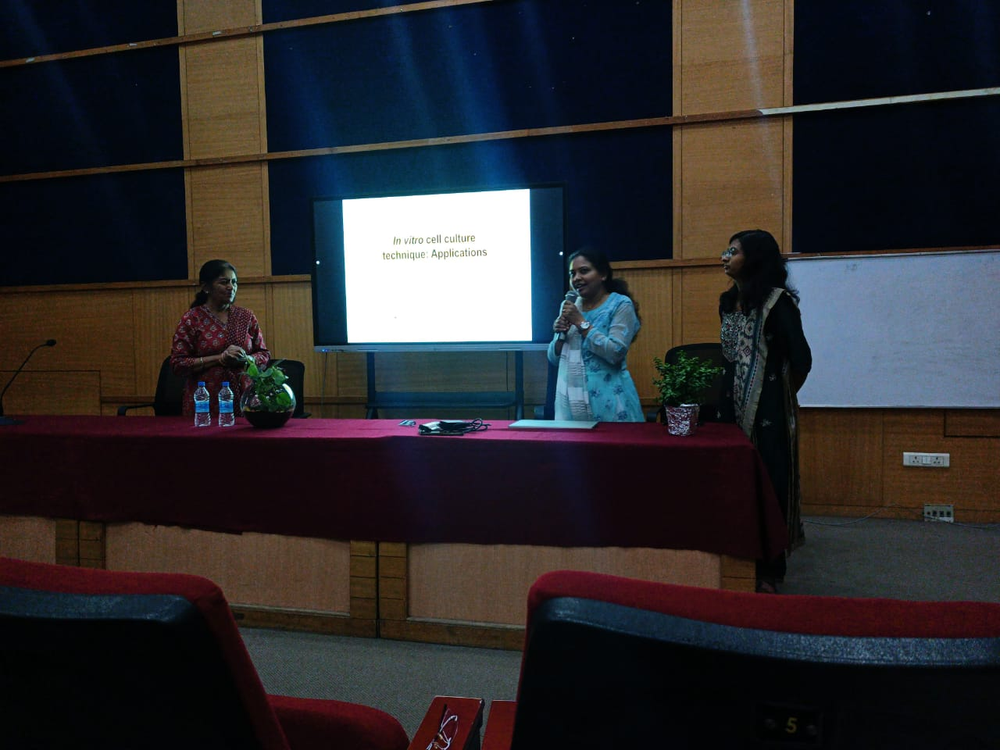 In vitro cell culture
technique: Applications
5